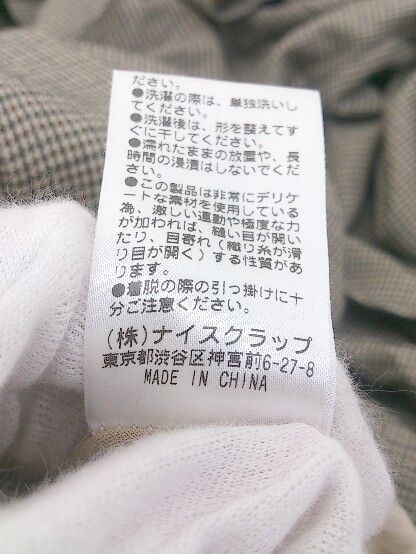 ださい。
●洗濯の際は、単独洗いし
てください。
●洗濯後は、形を整えてす
ぐに干してください。
●濡れたままの放置や、長
時間の浸漬はしないでくだ
さい。
●この製品は非常にデリケ
ートな素材を使用している
為、激しい運動や極度な力
が加われば、縫い目が開い
たり、目寄れ(織り糸が滑
り目が開く)する性質があ
ります。
●着脱の際の引っ掛けに十
分ご注意ください。
(株)ナイスクラップ
東京都渋谷区神宮前6-27-8
MADE IN CHINA